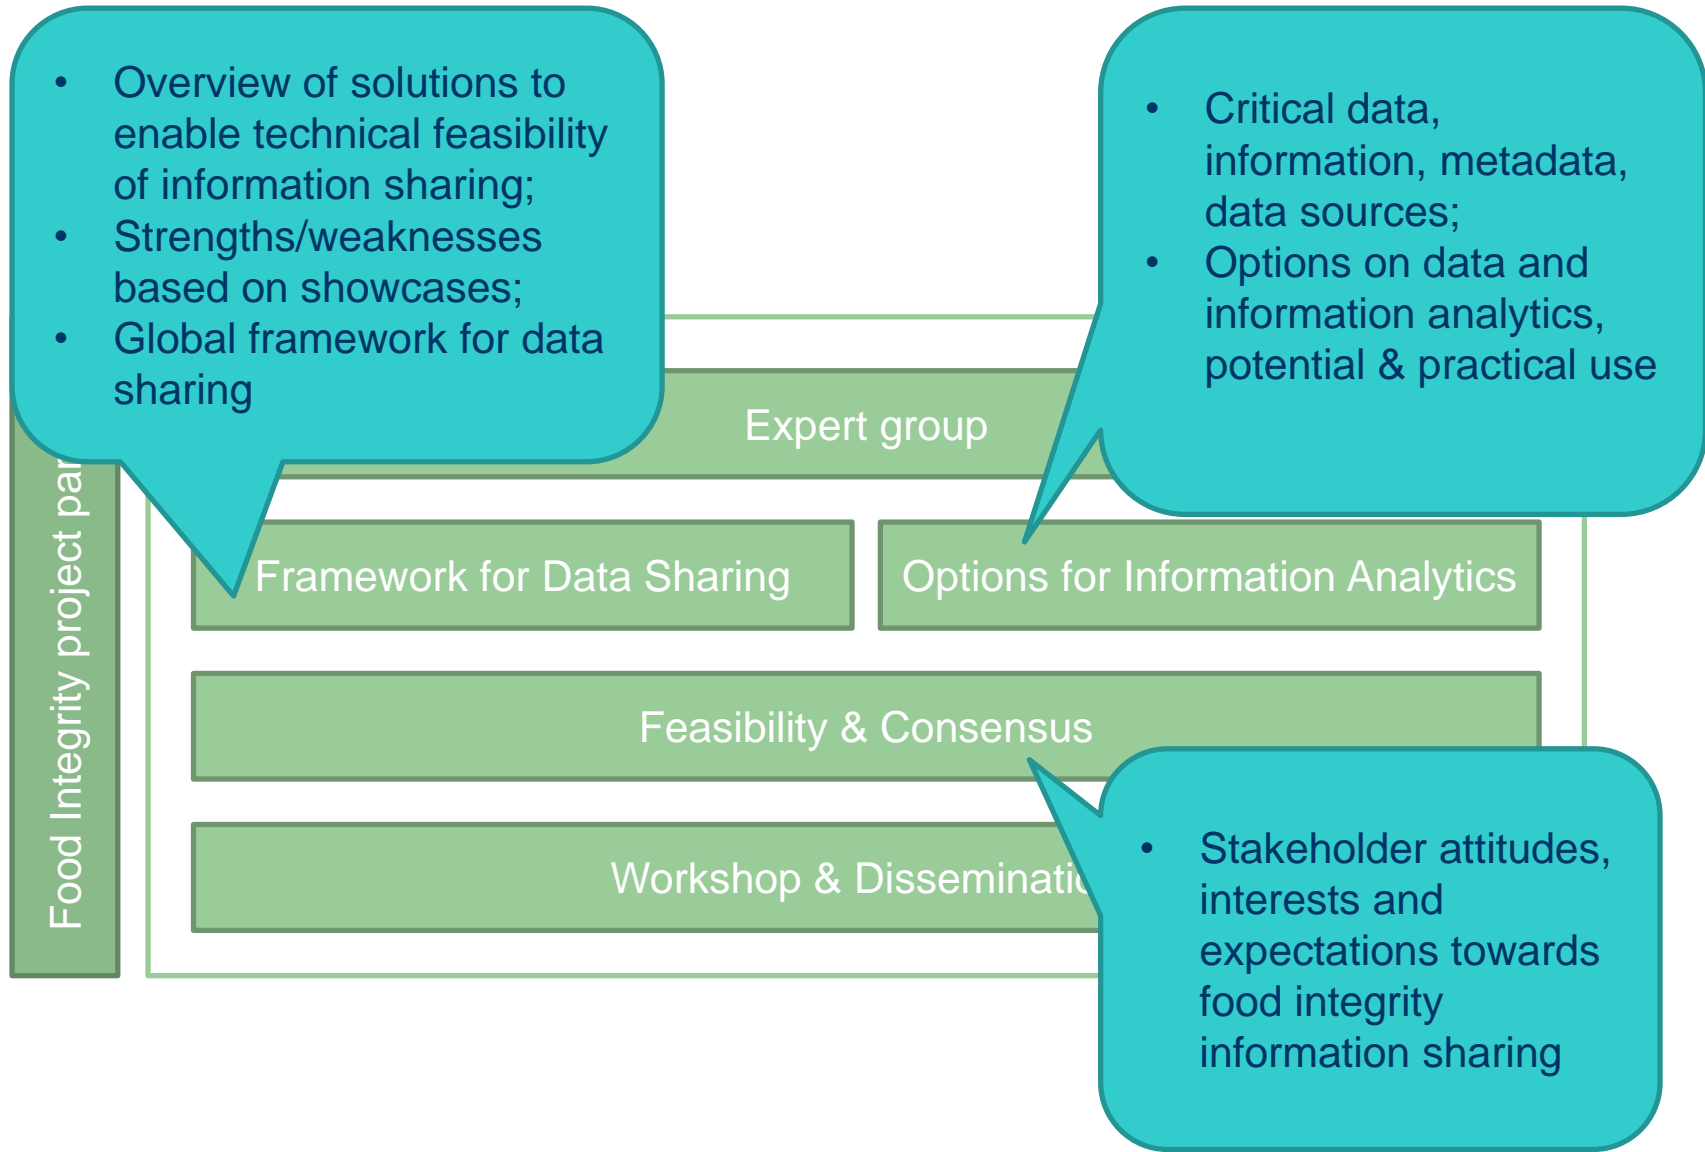 • Overview of solutions to
enable technical feasibility
of information sharing;
• Strengths/weaknesses
based on showcases;
• Global framework for data
sharing
• Critical data,
information, metadata,
data sources;
• Options on data and
information analytics,
potential & practical use
Expert group
Food Integrity project
Framework for Data Sharing
Options for Information Analytics
Feasibility & Consensus
Workshop &
• Stakeholder attitudes,
interests and
expectations towards
food integrity
information sharing